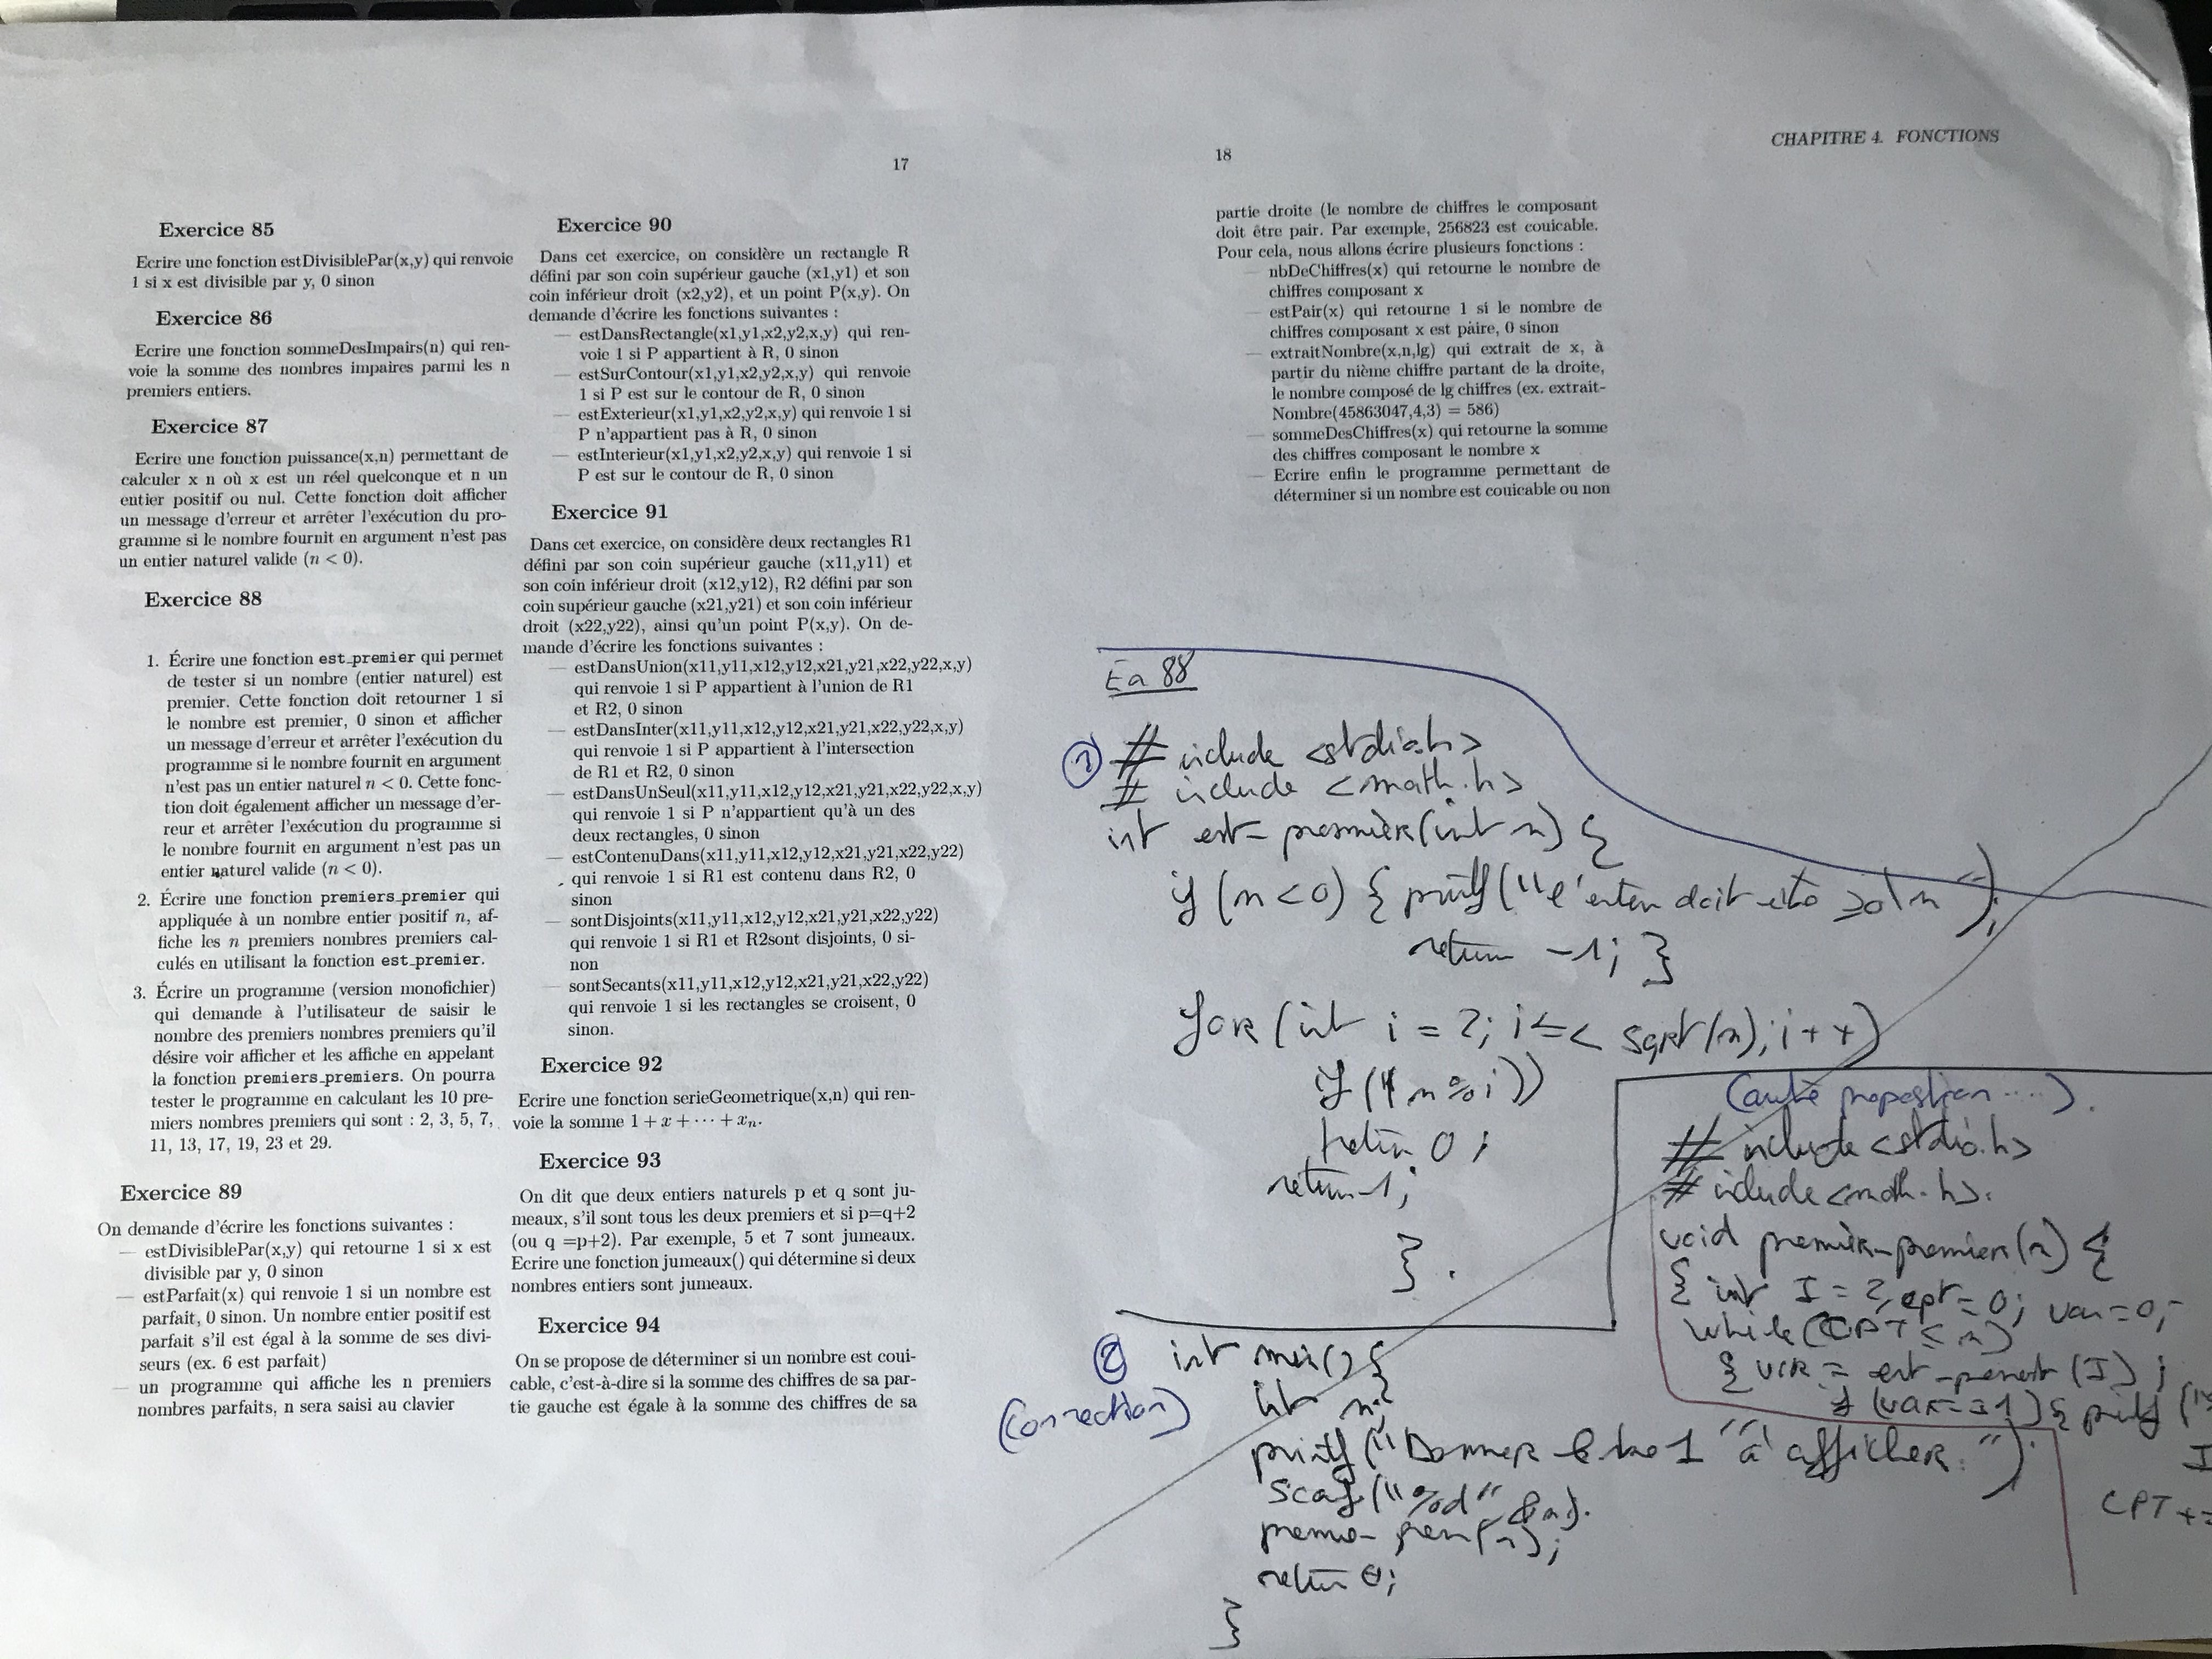 17
Exercice 85
Ecrire une fonction estDivisiblePar(x,y) qui renvoie
1 si x est divisible par y, 0 sinon
Exercice 86
Ecrire une fonction sommeDesImpairs(n) qui ren-
voie la somme des nombres impaires parmi les n
premiers entiers.
Exercice 87
Ecrire une fonction puissance(x,n) permettant de
calculer x n où x est un réel quelconque et n un
entier positif ou nul. Cette fonction doit afficher
un message d'erreur et arrêter l'exécution du pro-
gramme si le nombre fournit en argument n'est pas
un entier naturel valide (n < 0).
Exercice 88
1. Écrire une fonction est_premier qui permet
de tester si un nombre (entier naturel) est
premier. Cette fonction doit retourner 1 si
le nombre est premier, 0 sinon et afficher
un message d'erreur et arrêter l'exécution du
programme si le nombre fournit en argument
n'est pas un entier naturel n < 0. Cette fonc-
tion doit également afficher un message d'er-
reur et arrêter l'exécution du programme si
le nombre fournit en argument n'est pas un
entier naturel valide (n < 0).
2. Écrire une fonction premiers_premier qui
appliquée à un nombre entier positif n, af-
fiche les n premiers nombres premiers cal-
culés en utilisant la fonction est_premier.
3. Écrire un programme (version monofichier)
qui demande à l'utilisateur de saisir le
nombre des premiers nombres premiers qu'il
désire voir afficher et les affiche en appelant
la fonction premiers_premiers. On pourra
tester le programme en calculant les 10 pre-
miers nombres premiers qui sont : 2, 3, 5, 7,
11, 13, 17, 19, 23 et 29.
Exercice 89
On demande d'écrire les fonctions suivantes :
— estDivisiblePar(x,y) qui retourne 1 si x est
divisible par y, 0 sinon
— estParfait(x) qui renvoie 1 si un nombre est
parfait, 0 sinon. Un nombre entier positif est
parfait s'il est égal à la somme de ses divi-
seurs (ex. 6 est parfait)
— un programme qui affiche les n premiers
nombres parfaits, n sera saisi au clavier
Exercice 90
Dans cet exercice, on considère un rectangle R
défini par son coin supérieur gauche (x1,y1) et son
coin inférieur droit (x2,y2), et un point P(x,y). On
demande d'écrire les fonctions suivantes :
— estDansRectangle(x1,y1,x2,y2,x,y) qui ren-
voie 1 si P appartient à R, 0 sinon
— estSurContour(x1,y1,x2,y2,x,y) qui renvoie
1 si P est sur le contour de R, 0 sinon
— estExterieur(x1,y1,x2,y2,x,y) qui renvoie 1 si
P n'appartient pas à R, 0 sinon
— estInterieur(x1,y1,x2,y2,x,y) qui renvoie 1 si
P est sur le contour de R, 0 sinon
Exercice 91
Dans cet exercice, on considère deux rectangles R1
défini par son coin supérieur gauche (x11,y11) et
son coin inférieur droit (x12,y12), R2 défini par son
coin supérieur gauche (x21,y21) et son coin inférieur
droit (x22,y22), ainsi qu'un point P(x,y). On de-
mande d'écrire les fonctions suivantes :
— estDansUnion(x11,y11,x12,y12,x21,y21,x22,y22,x,y)
qui renvoie 1 si P appartient à l'union de R1
et R2, 0 sinon
— estDansInter(x11,y11,x12,y12,x21,y21,x22,y22,x,y)
qui renvoie 1 si P appartient à l'intersection
de R1 et R2, 0 sinon
— estDansUnSeul(x11,y11,x12,y12,x21,y21,x22,y22,x,y)
qui renvoie 1 si P n'appartient qu'à un des
deux rectangles, 0 sinon
— estContenuDans(x11,y11,x12,y12,x21,y21,x22,y22)
qui renvoie 1 si R1 est contenu dans R2, 0
sinon
— sontDisjoints(x11,y11,x12,y12,x21,y21,x22,y22)
qui renvoie 1 si R1 et R2sont disjoints, 0 si-
non
— sontSecants(x11,y11,x12,y12,x21,y21,x22,y22)
qui renvoie 1 si les rectangles se croisent, 0
sinon.
Exercice 92
Ecrire une fonction serieGeometrique(x,n) qui ren-
voie la somme 1 + x + ··· + xn.
Exercice 93
On dit que deux entiers naturels p et q sont ju-
meaux, s'il sont tous les deux premiers et si p=q+2
(ou q =p+2). Par exemple, 5 et 7 sont jumeaux.
Ecrire une fonction jumeaux() qui détermine si deux
nombres entiers sont jumeaux.
Exercice 94
On se propose de déterminer si un nombre est coui-
cable, c'est-à-dire si la somme des chiffres de sa par-
tie gauche est égale à la somme des chiffres de sa
18
CHAPITRE 4. FONCTIONS
partie droite (le nombre de chiffres le composant
doit être pair. Par exemple, 256823 est couicable.
Pour cela, nous allons écrire plusieurs fonctions :
— nbDeChiffres(x) qui retourne le nombre de
chiffres composant x
— estPair(x) qui retourne 1 si le nombre de
chiffres composant x est paire, 0 sinon
— extraitNombre(x,n,lg) qui extrait de x, à
partir du nième chiffre partant de la droite,
le nombre composé de lg chiffres (ex. extrait-
Nombre(45863047,4,3) = 586)
— sommeDesChiffres(x) qui retourne la somme
des chiffres composant le nombre x
— Ecrire enfin le programme permettant de
déterminer si un nombre est couicable ou non
88
1 # include <stdio.h>
# include <math.h>
int est-premier(int n) {
if (n<0) { printf("l'entier doit être ≥0\n");
return -1; }
for (int i = 2; i <= sqrt(n); i++)
if (! n%i))
return 0;
return 1;
}.
2 int main() {
(correction)
int n;
printf("Donner le 1 à afficher.");
scanf("%d", &n).
return 0;
}
(autre proposition....).
# include <stdio.h>
# include <math.h>.
void premier-premiers(n) {
{ int I = 2, cpt = 0; var = 0;
while (CPT ≤ n)
{ var = (I);
if (var==1) { printf("
I
CPT +=